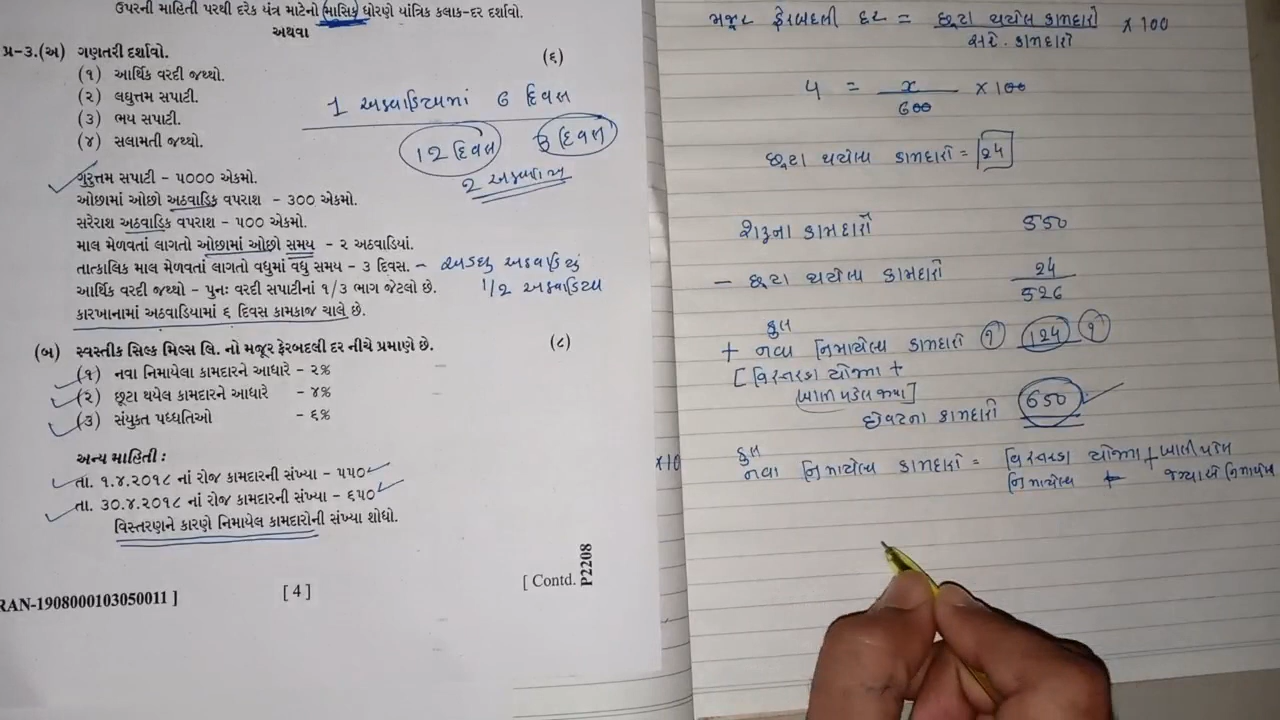 ઉપરની માહિતી પરથી દરેક યંત્ર માટેનો માસિક ધોરણે યાંત્રિક કલાક-દર દર્શાવો.
અથવા
પ્ર-૩.(અ) ગણતરી દર્શાવો. (૬)
(૧) આર્થિક વરદી જથ્થો.
(૨) લઘુત્તમ સપાટી.
(૩) ભય સપાટી.
(૪) સલામતી જથ્થો.
1 અઠવાડિયામાં 6 દિવસ
12 દિવસ 3 દિવસ
2 અઠવાડિયા
ગુરુત્તમ સપાટી - ૫૦૦૦ એકમો.
ઓછામાં ઓછો અઠવાડિક વપરાશ - ૩૦૦ એકમો.
સરેરાશ અઠવાડિક વપરાશ - ૫૦૦ એકમો.
માલ મેળવતાં લાગતો ઓછામાં ઓછો સમય - ૨ અઠવાડિયાં.
તાત્કાલિક માલ મેળવતાં લાગતો વધુમાં વધુ સમય - ૩ દિવસ. - અડધુ અઠવાડિયું
આર્થિક વરદી જથ્થો - પુનઃ વરદી સપાટીનાં ૧/૩ ભાગ જેટલો છે. 1/2 અઠવાડિયા
કારખાનામાં અઠવાડિયામાં ૬ દિવસ કામકાજ ચાલે છે.
(બ) સ્વસ્તીક સિલ્ક મિલ્સ લિ. નો મજૂર ફેરબદલી દર નીચે પ્રમાણે છે. (૮)
(૧) નવા નિમાયેલા કામદારને આધારે - ૨%
(૨) છૂટા થયેલ કામદારને આધારે - ૪%
(૩) સંયુક્ત પધ્ધતિઓ - ૬%
અન્ય માહિતી :
તાં. ૧.૪.૨૦૧૮ નાં રોજ કામદારની સંખ્યા - ૫૫૦
તા. ૩૦.૪.૨૦૧૮ નાં રોજ કામદારની સંખ્યા - ૬૫૦
વિસ્તરણને કારણે નિમાયેલ કામદારોની સંખ્યા શોધો.
RAN-1908000103050011 ] [ 4 ] [ Contd.
P2208
મજૂર ફેરબદલી દર = છૂટા થયેલ કામદારો × 100
સરે. કામદારો
૪ = x × 100
600
છૂટા થયેલ કામદારો = 24
શરૂના કામદારો 550
- છૂટા થયેલ કામદારો 24
526
કુલ
+ નવા નિમાયેલ કામદારો ? 124 ?
[ વિસ્તરણ યોજના +
ખાલી પડેલ જગ્યા ]
છેવટના કામદારો 650
×10
કુલ
નવા નિમાયેલ કામદારો = વિસ્તરણ યોજના + ખાલી પડેલ
નિમાયેલ + જગ્યાએ નિમાયેલ